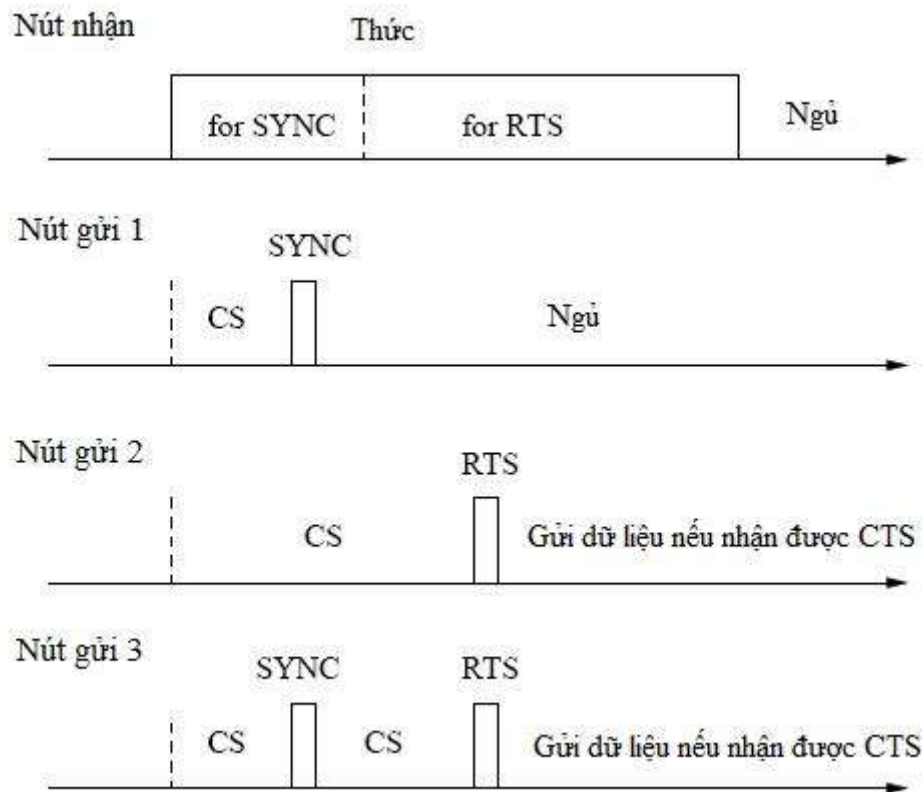 Nút nhận Thức
for SYNC for RTS Ngủ
Nút gửi 1
SYNC
CS Ngủ
Nút gửi 2
RTS
CS Gửi dữ liệu nếu nhận được CTS
Nút gửi 3
SYNC RTS
CS CS Gửi dữ liệu nếu nhận được CTS